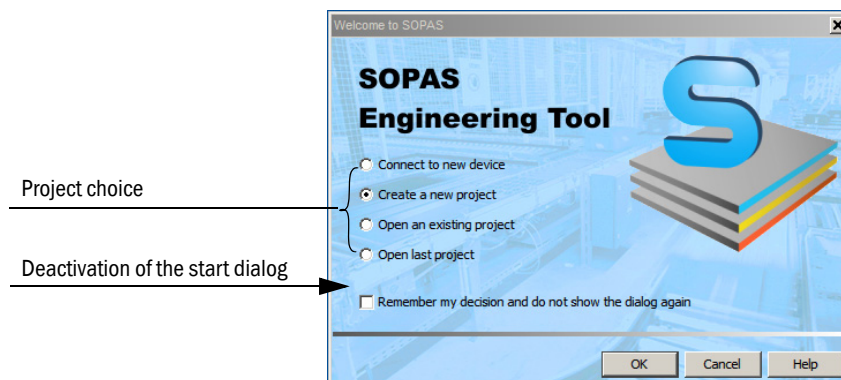 Welcome to SOPAS
SOPAS
Engineering Tool
S
Connect to new device
Project choice
Create a new project
Open an existing project
Open last project
Deactivation of the start dialog
Remember my decision and do not show the dialog again
OK Cancel Help